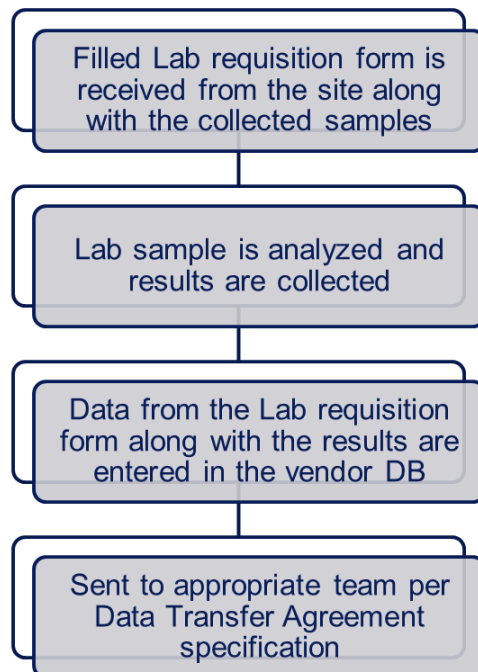 Filled Lab requisition form is
received from the site along
with the collected samples
Lab sample is analyzed and
results are collected
Data from the Lab requisition
form along with the results are
entered in the vendor DB
Sent to appropriate team per
Data Transfer Agreement
specification